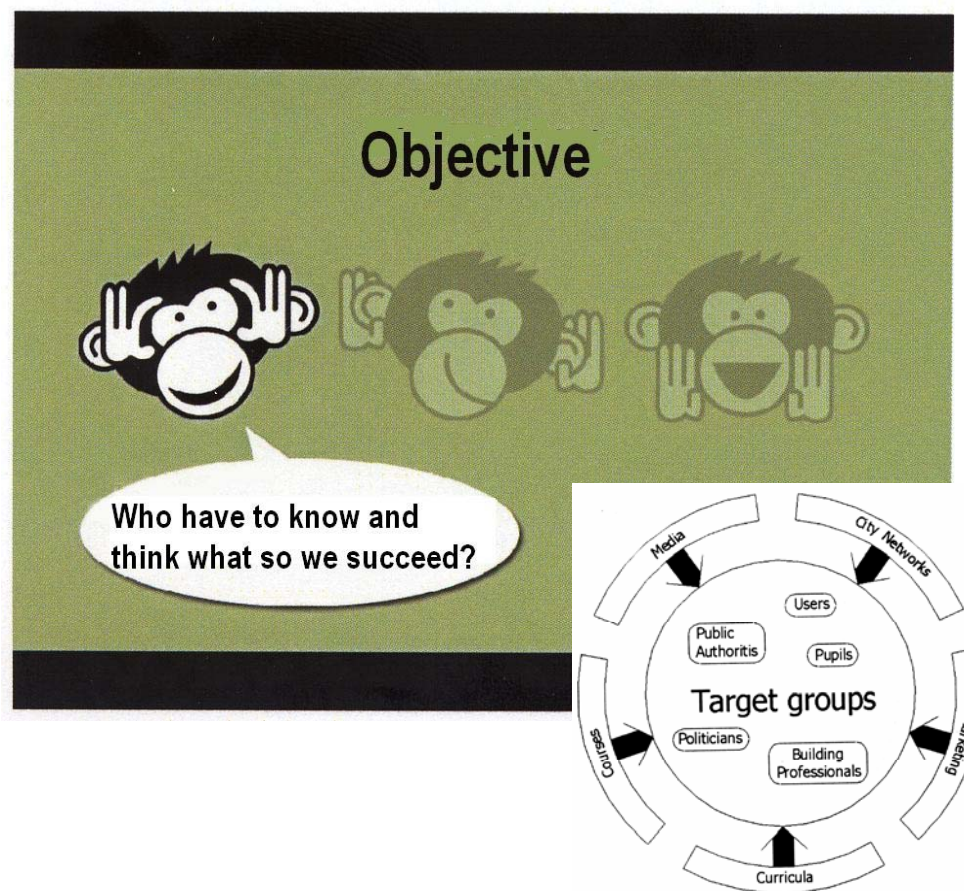 Objective
Who have to know and
think what so we succeed?
Media
City Networks
Users
Public
Authoritis
Pupils
Target groups
Politicians
Building
Professionals
Courses
Curricula